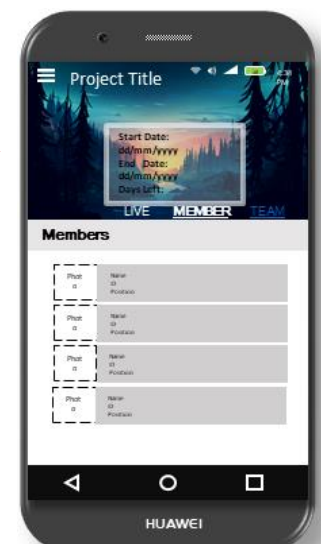 Project Title
PM
Start Date:
dd/mm/yyyy
End Date:
dd/mm/yyyy
Days Left:
LIVE MEMBER TEAM
Members
Phot
o
Name
ID
Position
Phot
o
Name
ID
Position
Phot
o
Name
ID
Position
Phot
o
Name
ID
Position
HUAWEI